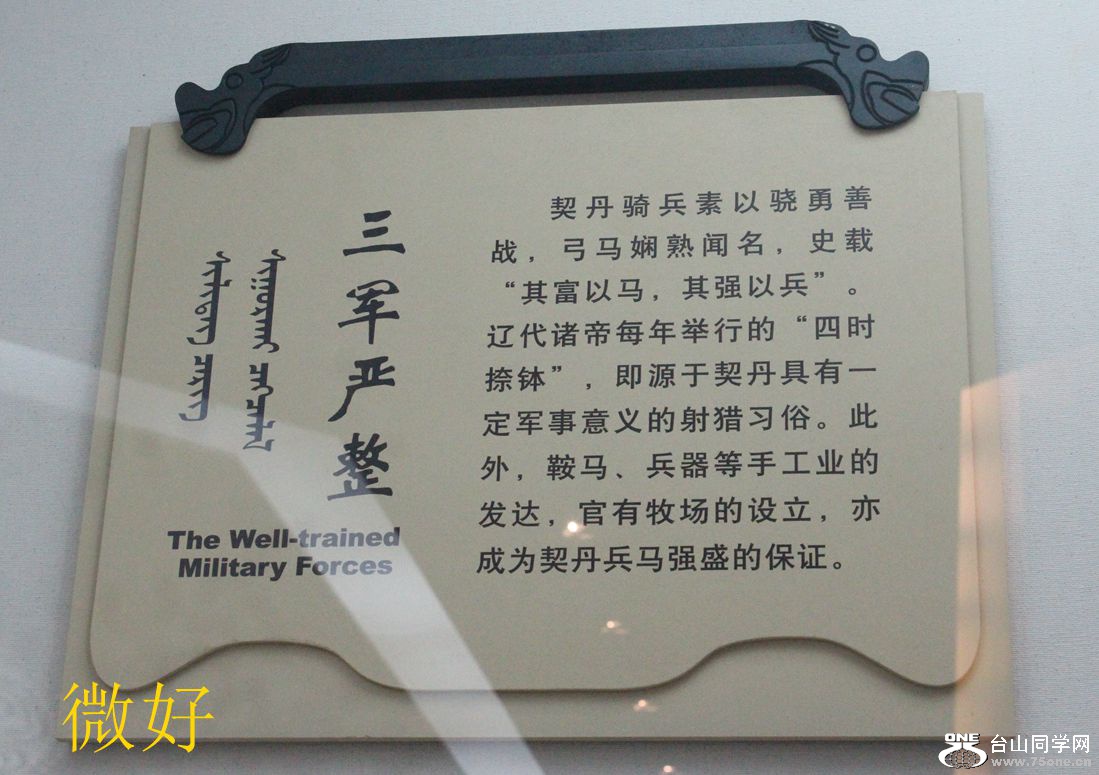 三军严整
The Well-trained
Military Forces
契丹骑兵素以骁勇善
战，弓马娴熟闻名，史载
“其富以马，其强以兵”。
辽代诸帝每年举行的“四时
捺钵”，即源于契丹具有一
定军事意义的射猎习俗。此
外，鞍马、兵器等手工业的
发达，官有牧场的设立，亦
成为契丹兵马强盛的保证。
微好
ONE
台山同学网
www.75one.cn